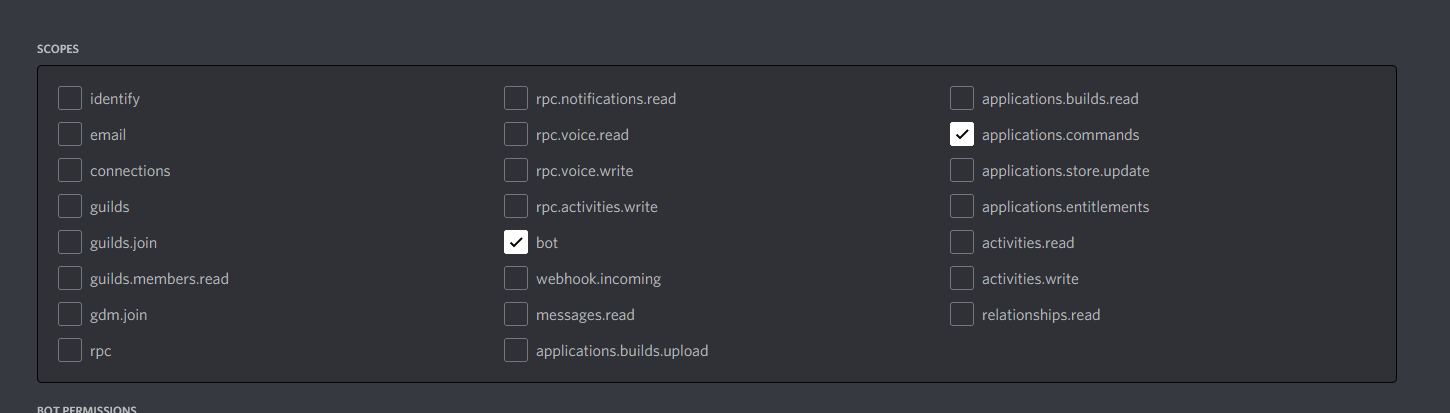 SCOPES
identify
email
connections
guilds
guilds.join
guilds.members.read
gdm.join
rpc
rpc.notifications.read
rpc.voice.read
rpc.voice.write
rpc.activities.write
bot
webhook.incoming
messages.read
applications.builds.upload
applications.builds.read
applications.commands
applications.store.update
applications.entitlements
activities.read
activities.write
relationships.read
BOT PERMISSIONS